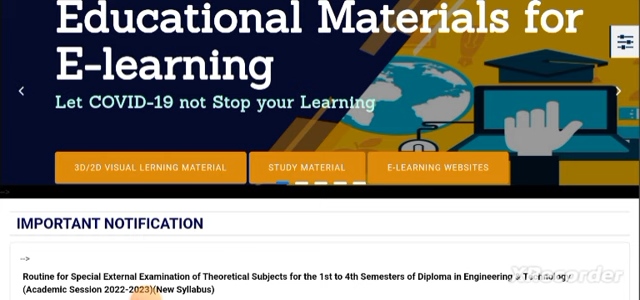 Educational Materials for
E-learning
Let COVID-19 not Stop your Learning
3D/2D VISUAL LERNING MATERIAL
STUDY MATERIAL
E-LEARNING WEBSITES
-->
IMPORTANT NOTIFICATION
-->
Routine for Special External Examination of Theoretical Subjects for the 1st to 4th Semesters of Diploma in Engineering & Technology
(Academic Session 2022-2023)(New Syllabus)
XRecorder